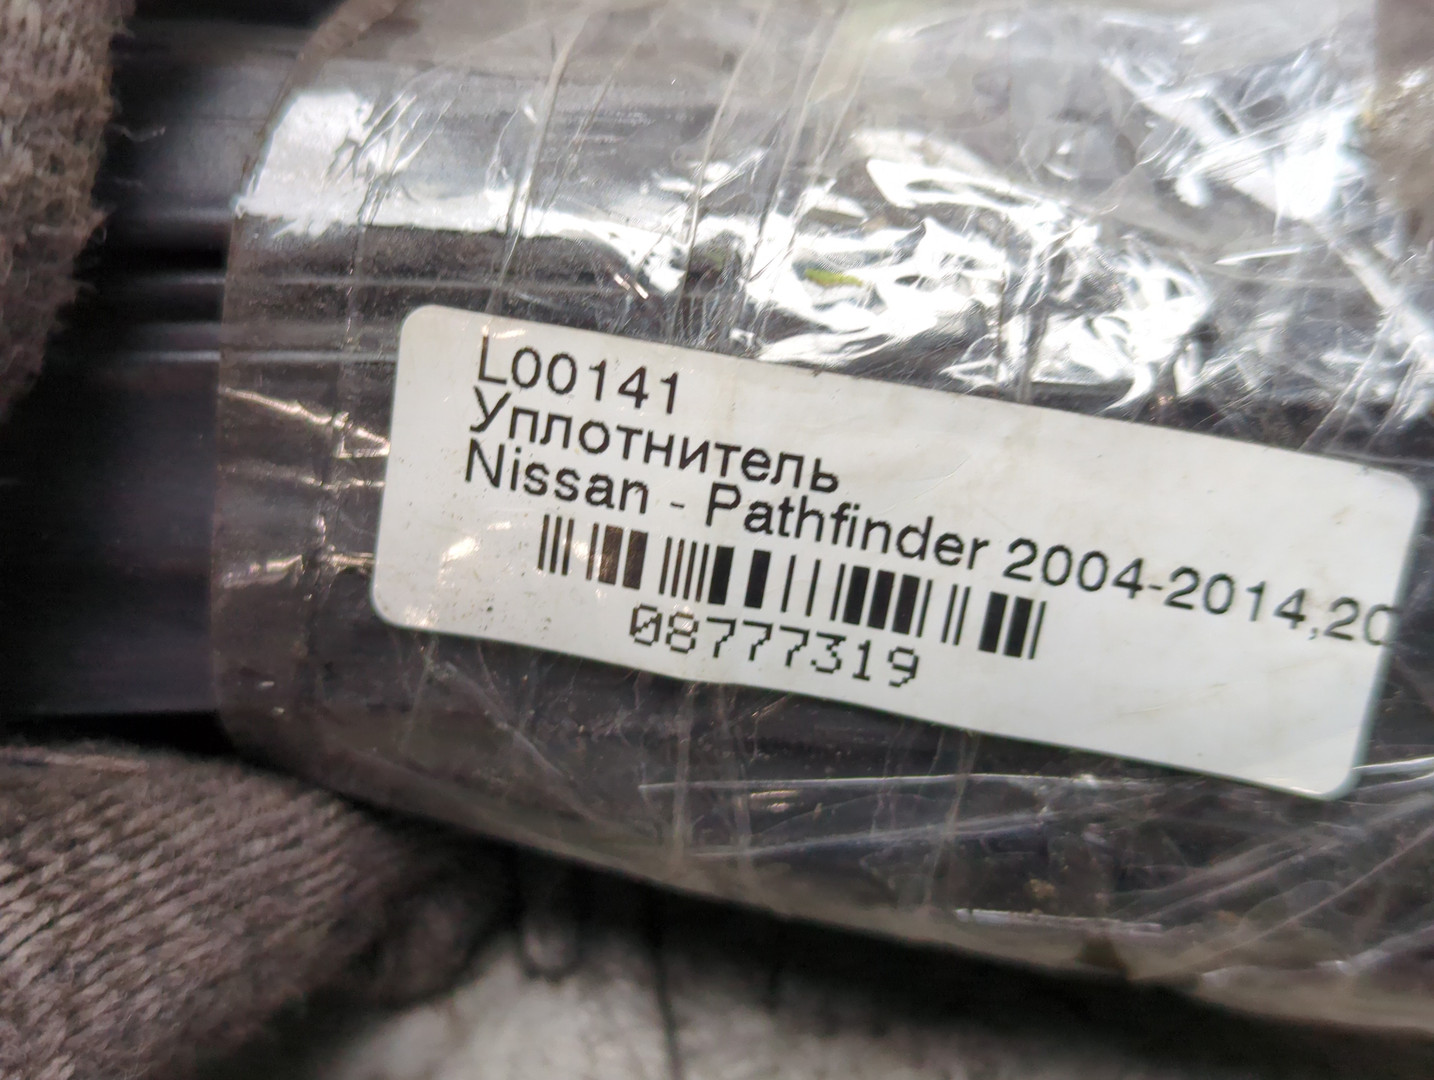 L00141
Уплотнитель
Nissan - Pathfinder 2004-2014,20
08777319